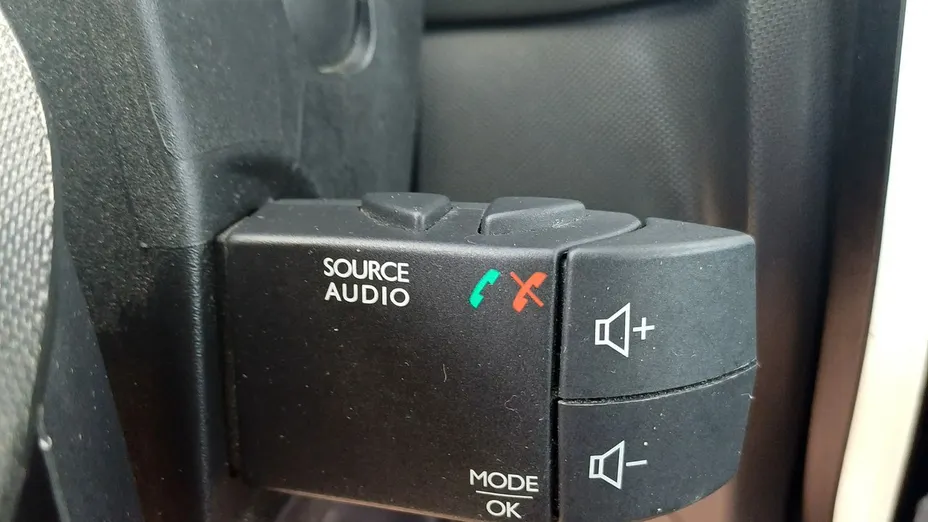 SOURCE
AUDIO
+
-
MODE
OK